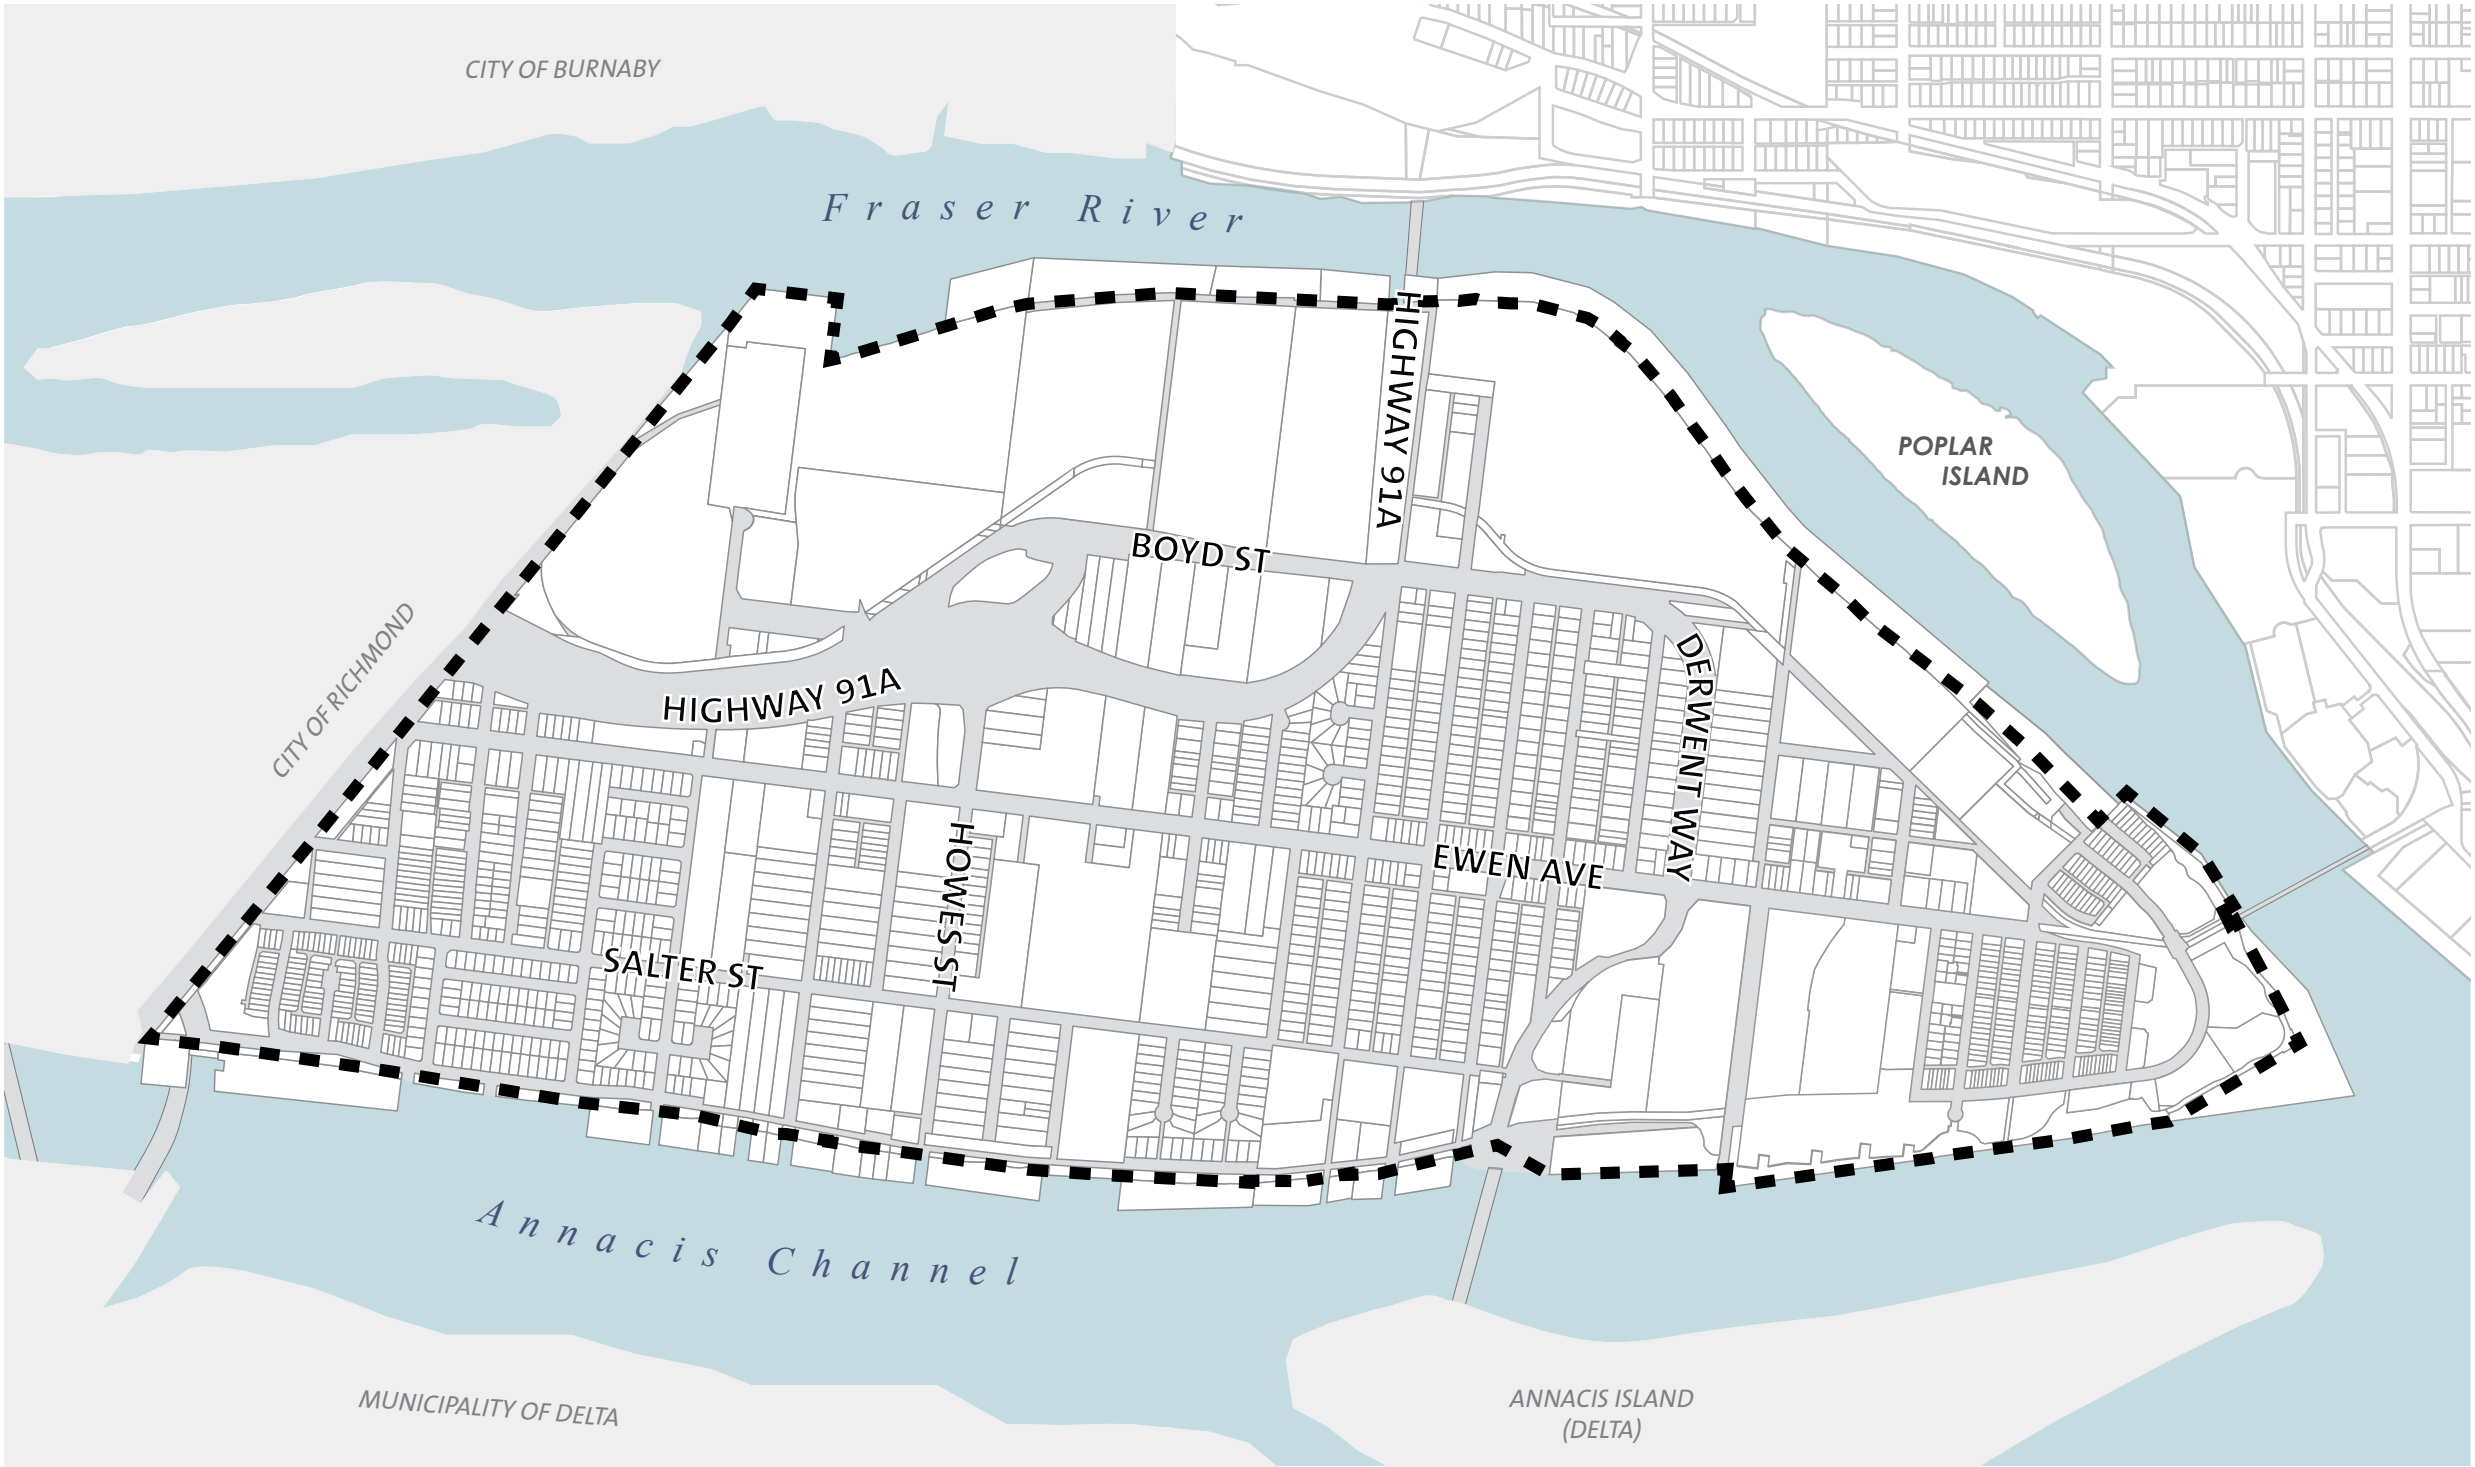 CITY OF BURNABY
Fraser River
HIGHWAY 91A
POPLAR
ISLAND
BOYD ST
CITY OF RICHMOND
HIGHWAY 91A
DERWENT WAY
HOWES ST
EWEN AVE
SALTER ST
Annacis Channel
MUNICIPALITY OF DELTA
ANNACIS ISLAND
(DELTA)